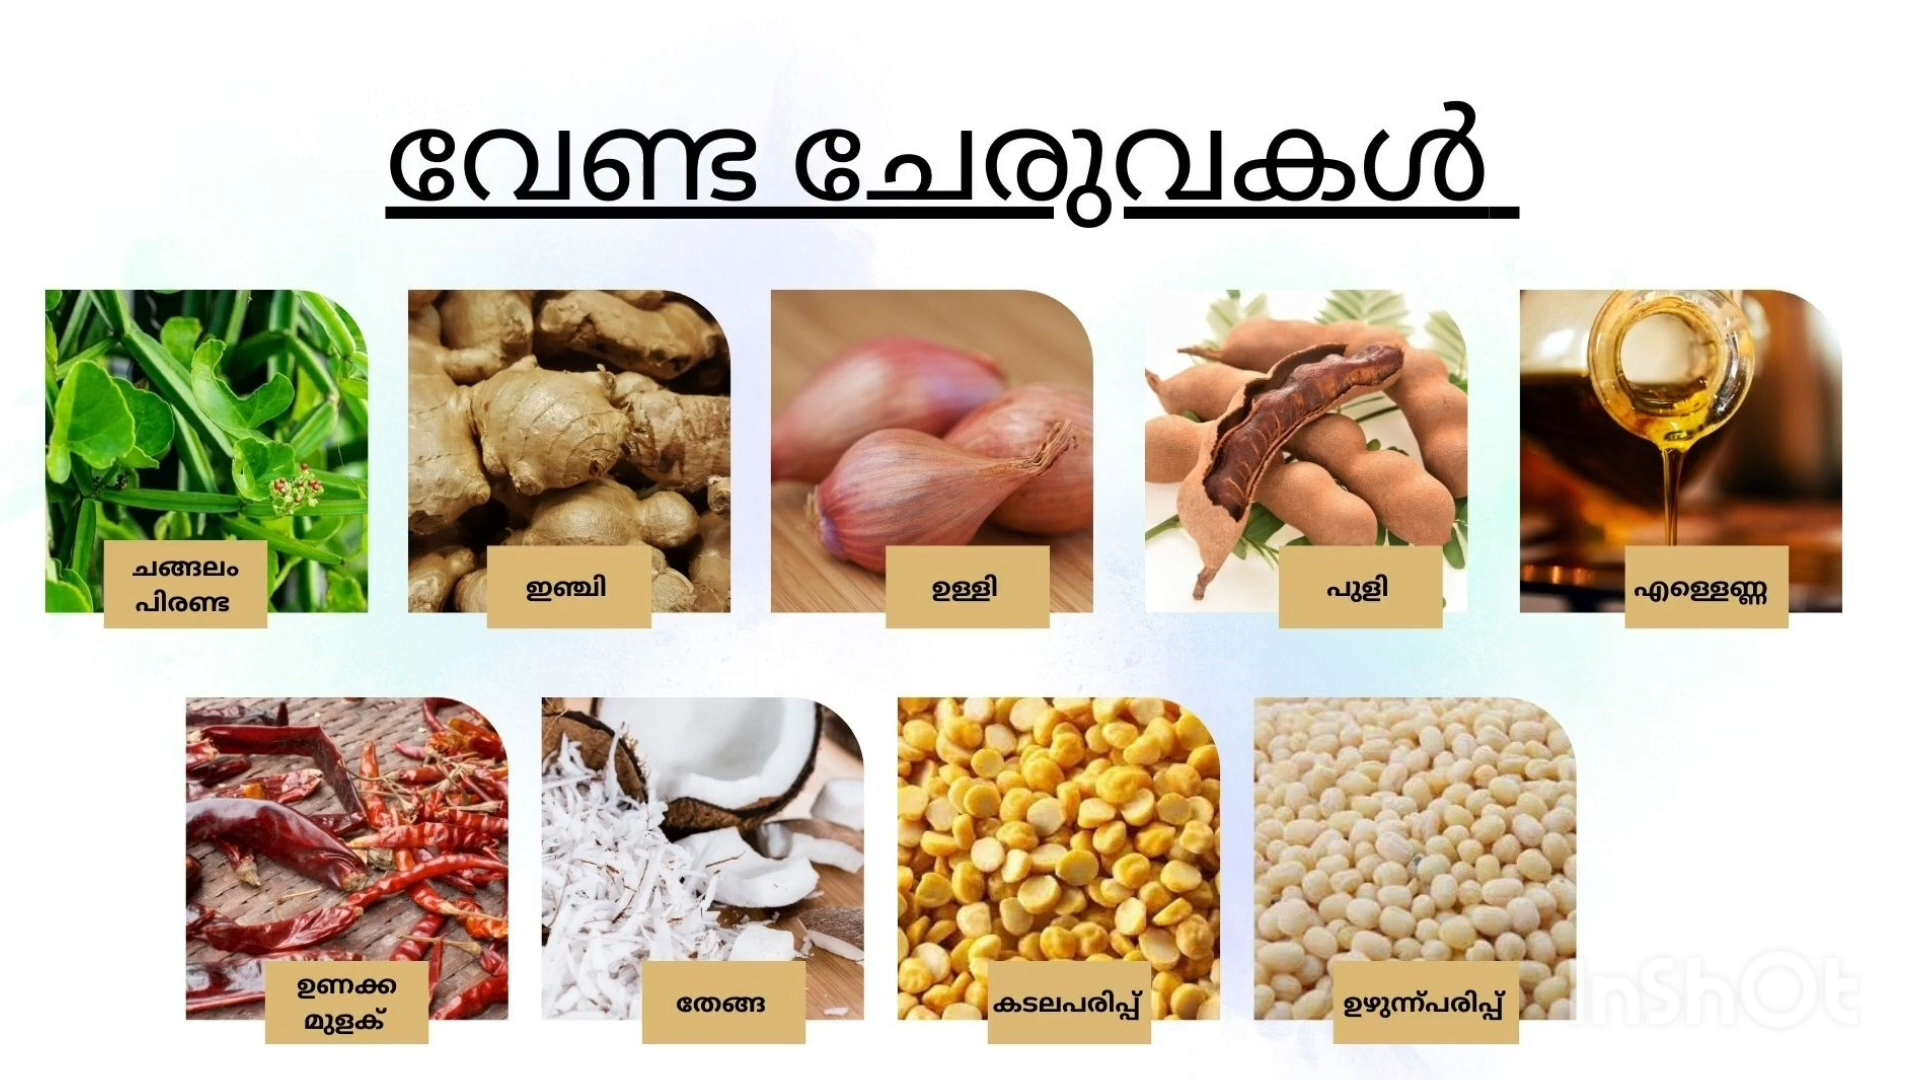 വേണ്ട ചേരുവകൾ
ചങ്ങലം
പിരണ്ട
ഇഞ്ചി
ഉള്ളി
പുളി
എള്ളെണ്ണ
ഉണക്ക
മുളക്
തേങ്ങ
കടലപരിപ്പ്
ഉഴുന്ന്പരിപ്പ്
InShOt